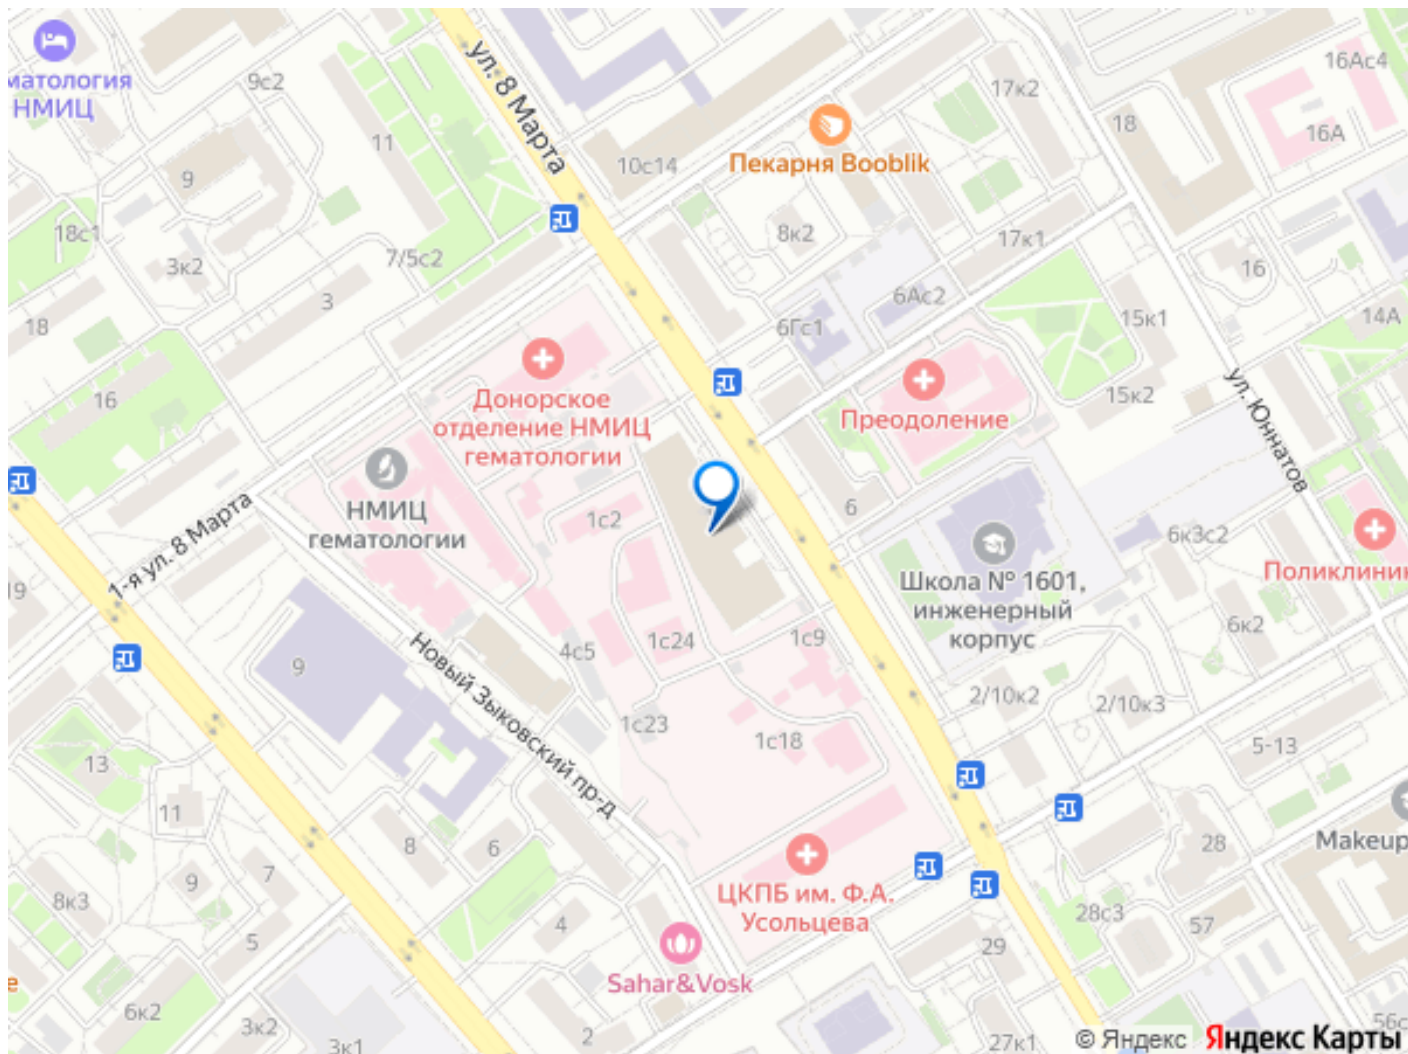 матология
НМИЦ
9с2
ул. 8 Марта
17к2
16Ас4
18
16А
11
9
10с14
Пекарня Booblik
18с1
3к2
7/5с2
8к2
17к1
16
3
18
6Ас2
6Гс1
15к1
14А
16
Донорское
отделение НМИЦ
гематологии
Преодоление
15к2
ул. Юннатов
НМИЦ
гематологии
1с2
6
1-я ул. 8 Марта
Школа № 1601,
инженерный
корпус
6к3с2
Поликлиник
19
6к2
9
Новый Зыковский пр-д
4с5
1с24
1с9
2/10к2
2/10к3
1с23
1с18
5-13
13
11
8
6
28
Makeup
ЦКПБ им. Ф.А.
Усольцева
7
9
8к3
5
4
28с3
57
29
Sahar&Vosk
е
6к2
3к2
3к1
2
27к1
56с
© Яндекс
Яндекс Карты